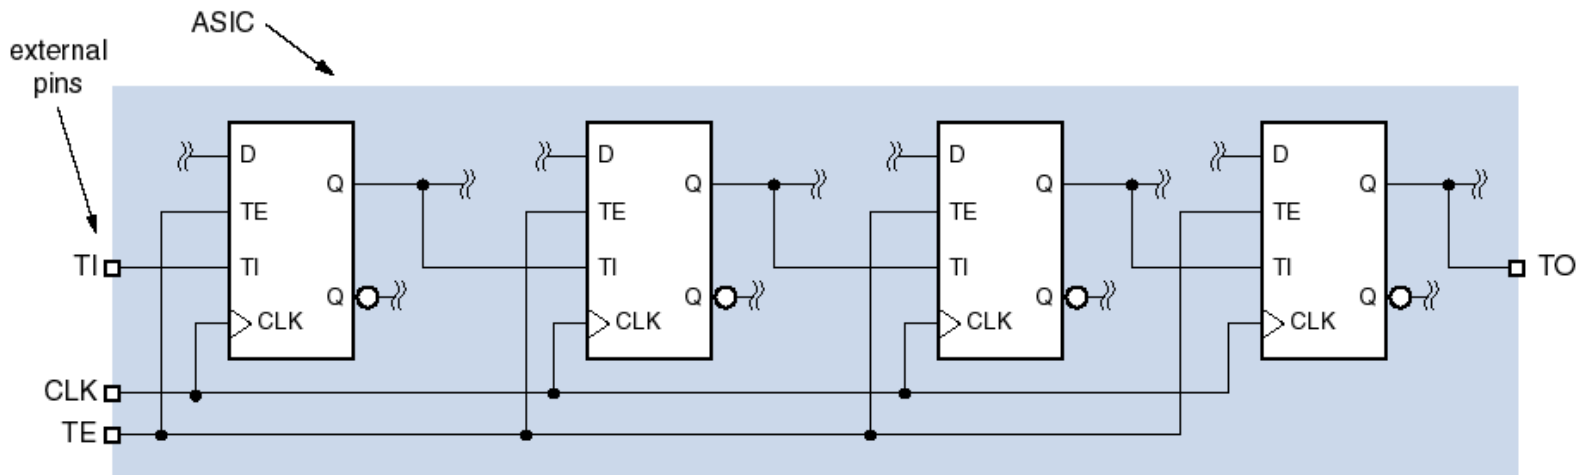 ASIC
external
pins
D
Q
TE
TI
Q
CLK
D
Q
TE
TI
Q
CLK
D
Q
TE
TI
Q
CLK
D
Q
TE
TI
Q
CLK
TI
TO
CLK
TE